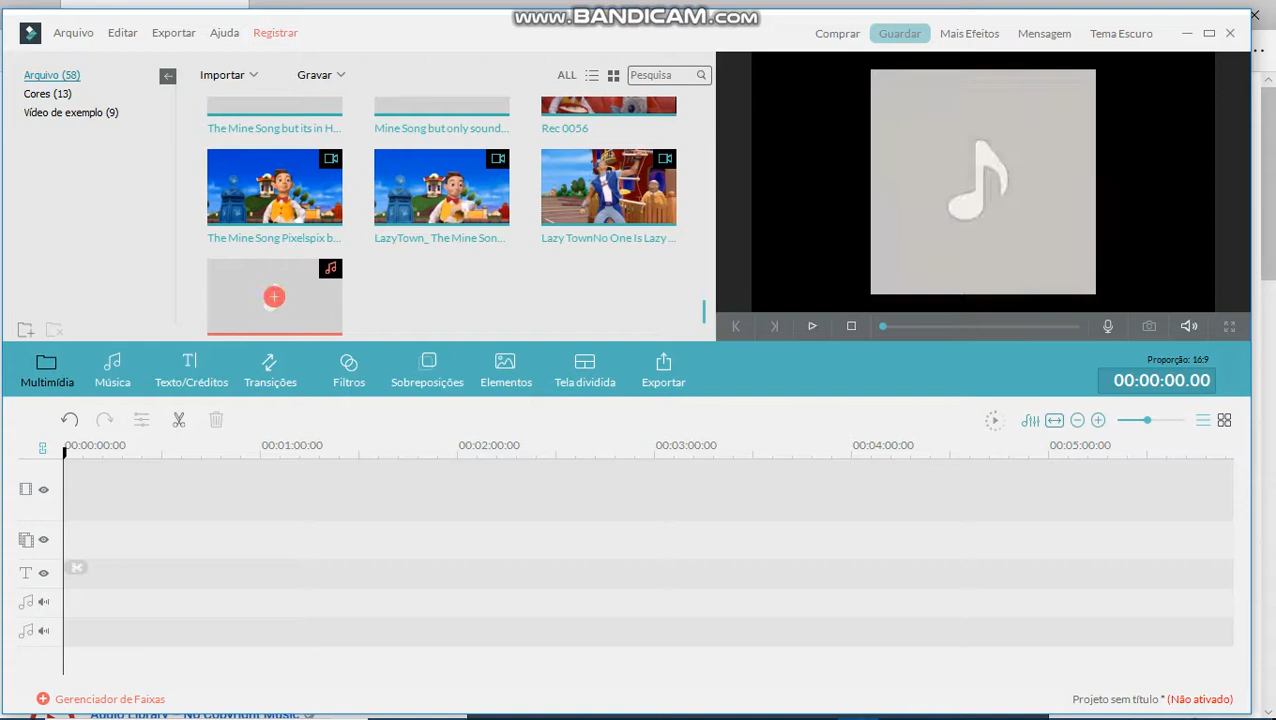 www.BANDICAM.com
Arquivo Editar Exportar Ajuda Registrar
Comprar Guardar Mais Efeitos Mensagem Tema Escuro
Arquivo (58)
Cores (13)
Vídeo de exemplo (9)
Importar Gravar ALL Pesquisa
The Mine Song but its in H... Mine Song but only sound... Rec 0056
The Mine Song Pixelspix b... LazyTown_ The Mine Son... Lazy TownNo One Is Lazy ...
Multimídia Música Texto/Créditos Transições Filtros Sobreposições Elementos Tela dividida Exportar
Proporção: 16:9
00:00:00.00
00:00:00:00 00:01:00:00 00:02:00:00 00:03:00:00 00:04:00:00 00:05:00:00
Gerenciador de Faixas
Projeto sem título * (Não ativado)
Audio Library – No Copyright Music